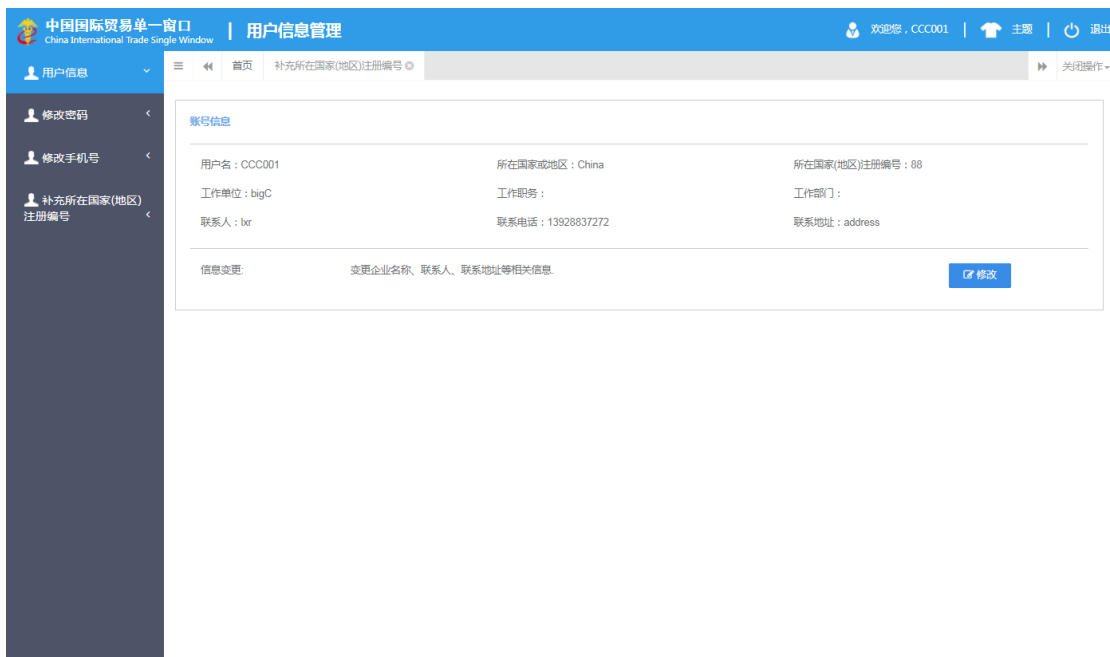 中国国际贸易单一窗口 | 用户信息管理
China International Trade Single Window
欢迎您，CCC001 | 主题 | 退出
用户信息
首页 补充所在国家(地区)注册编号
关闭操作
修改密码
修改手机号
补充所在国家(地区)
注册编号
账号信息
用户名：CCC001 所在国家或地区：China 所在国家(地区)注册编号：88
工作单位：bigC 工作职务： 工作部门：
联系人：lxr 联系电话：13928837272 联系地址：address
信息变更: 变更企业名称、联系人、联系地址等相关信息. 修改